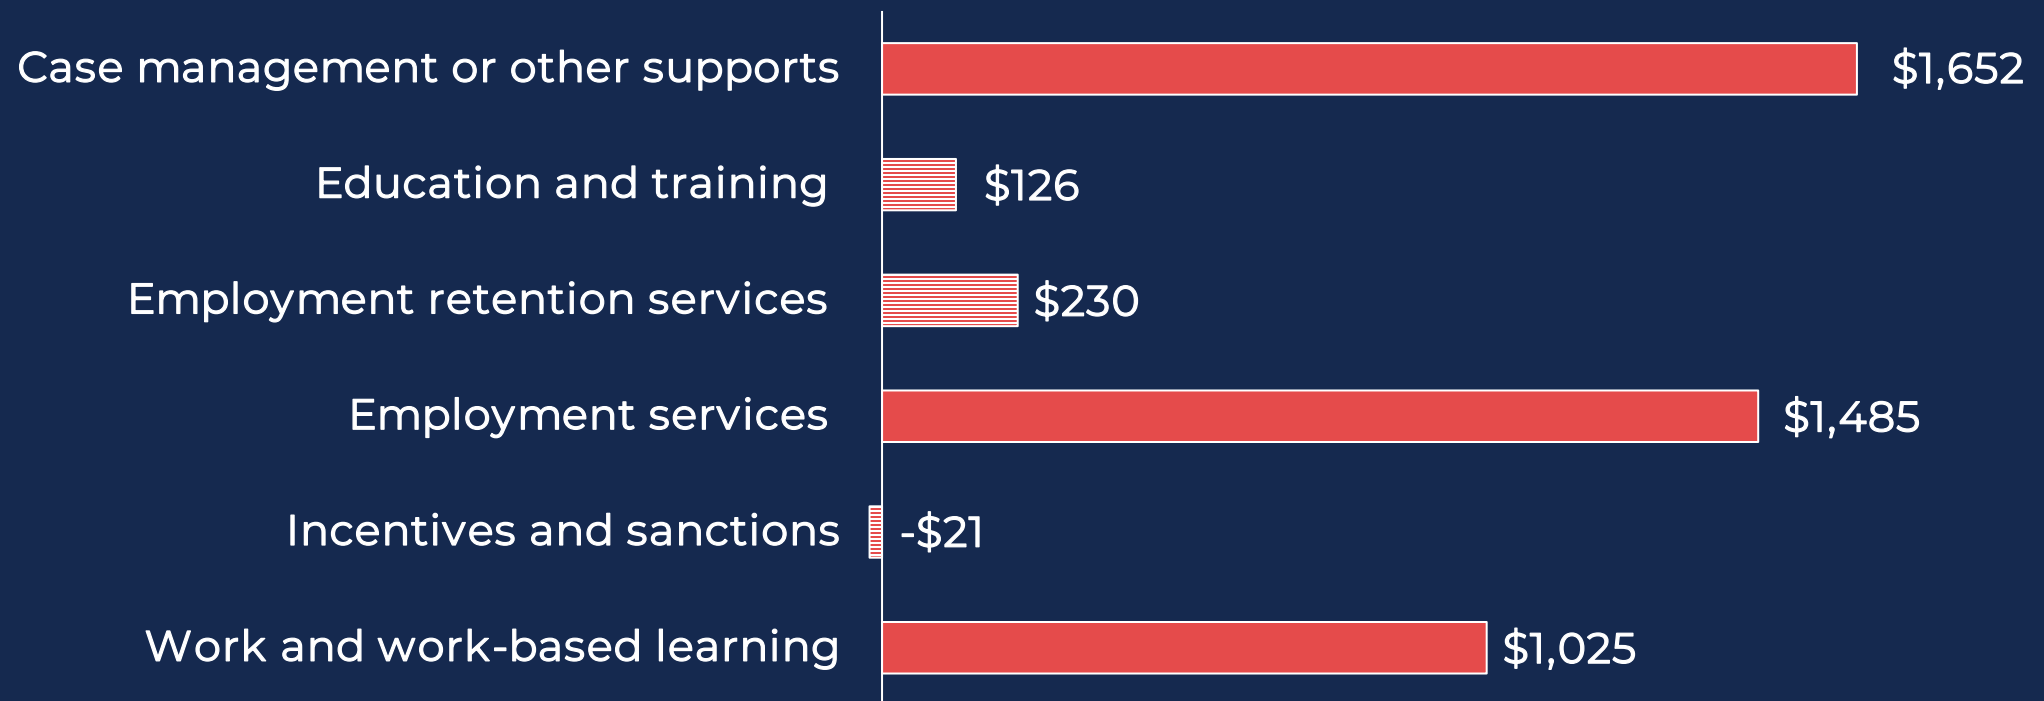 Case management or other supports $1,652
Education and training $126
Employment retention services $230
Employment services $1,485
Incentives and sanctions -$21
Work and work-based learning $1,025